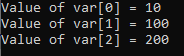 Value of var[0] = 10
Value of var[1] = 100
Value of var[2] = 200